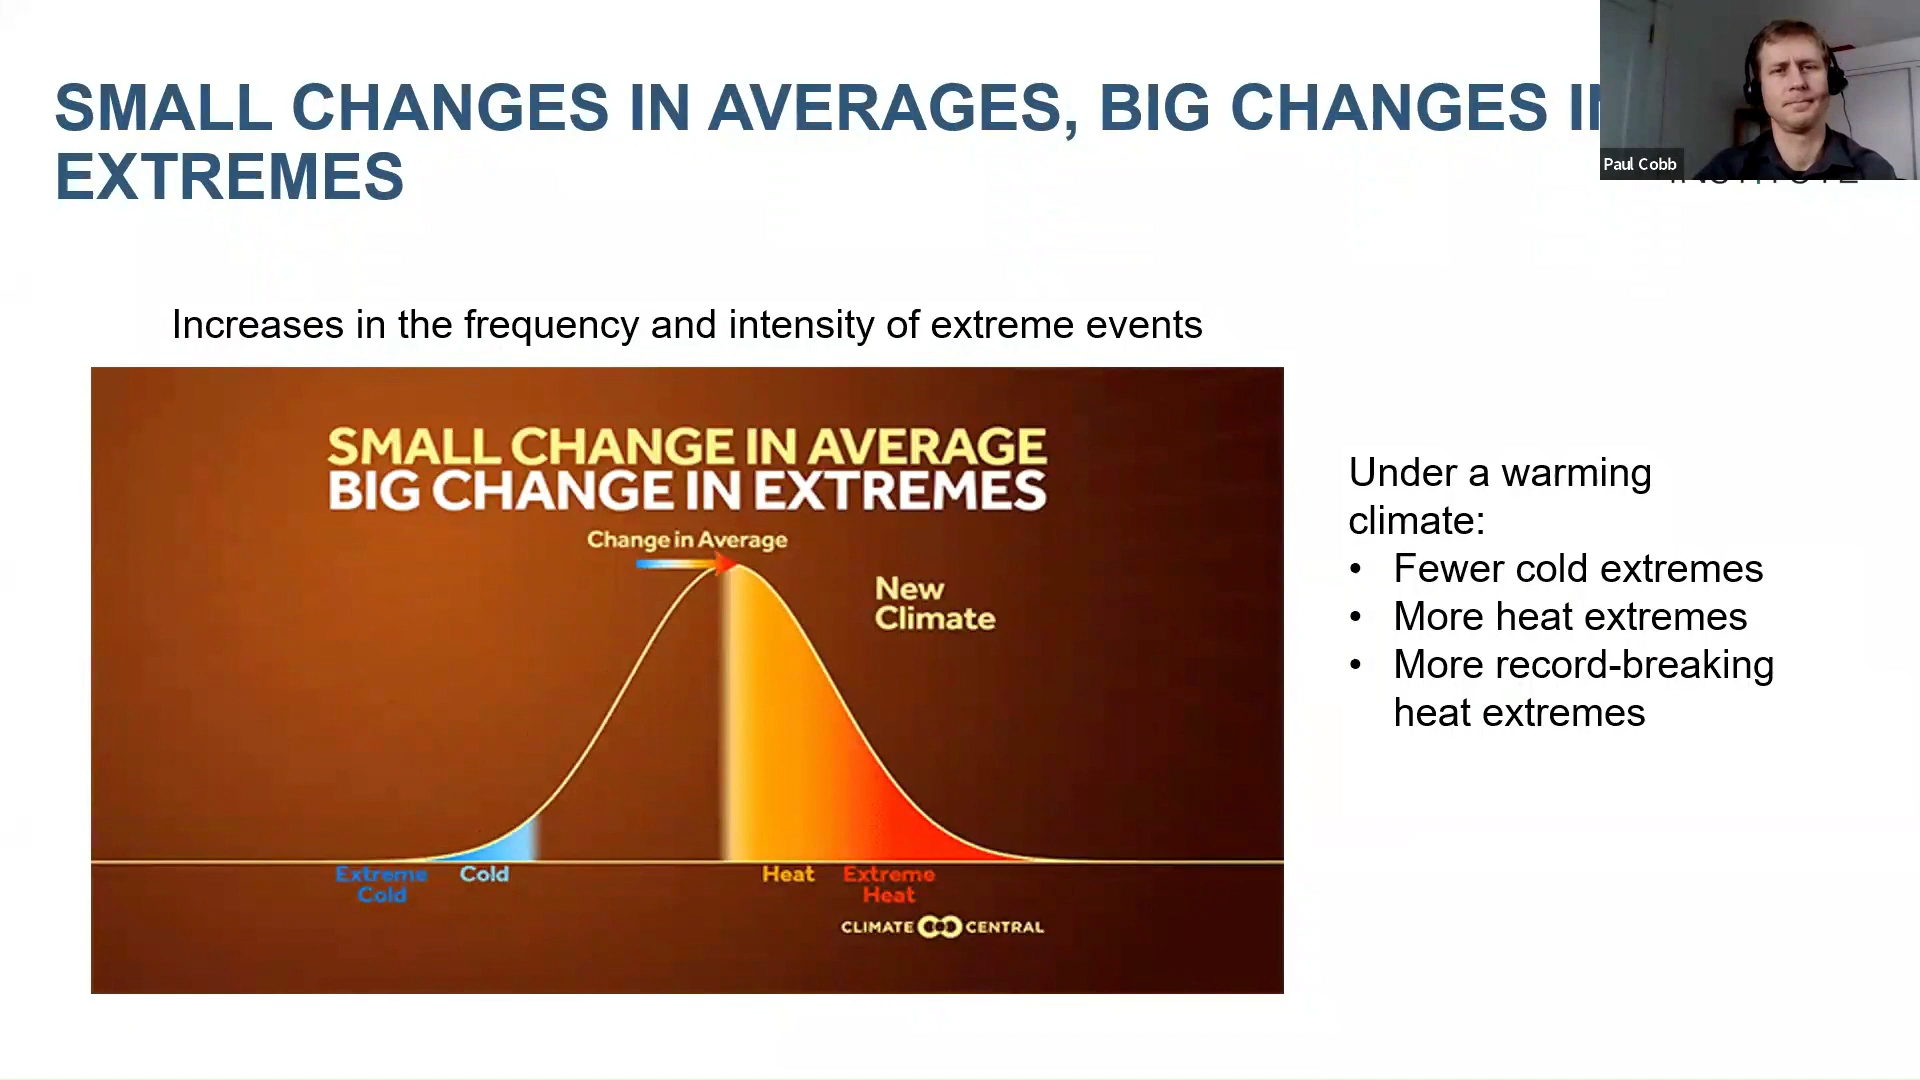 SMALL CHANGES IN AVERAGES, BIG CHANGES
EXTREMES
Paul Cobb
Increases in the frequency and intensity of extreme events
SMALL CHANGE IN AVERAGE
BIG CHANGE IN EXTREMES
Change in Average
New
Climate
Extreme
Cold
Cold
Heat
Extreme
Heat
CLIMATE CENTRAL
Under a warming
climate:
• Fewer cold extremes
• More heat extremes
• More record-breaking
heat extremes